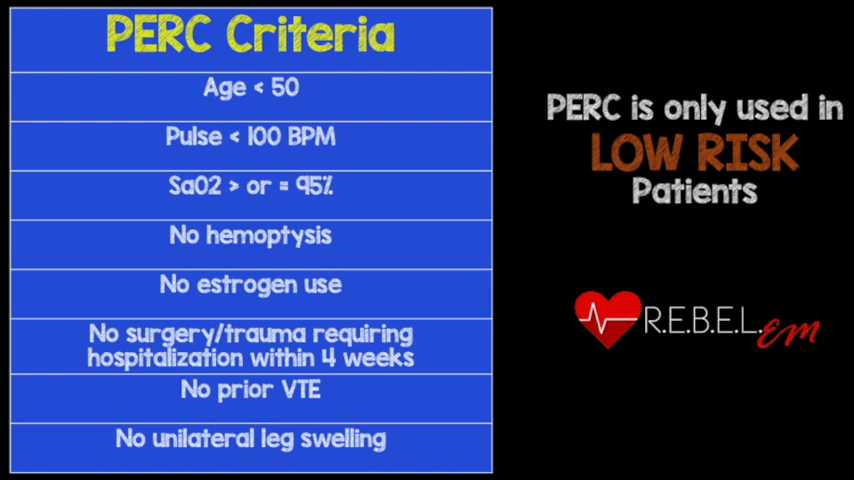 PERC Criteria
Age < 50
Pulse < 100 BPM
SaO2 > or = 95%
No hemoptysis
No estrogen use
No surgery/trauma requiring
hospitalization within 4 weeks
No prior VTE
No unilateral leg swelling
PERC is only used in
LOW RISK
Patients
R.E.B.E.L.EM